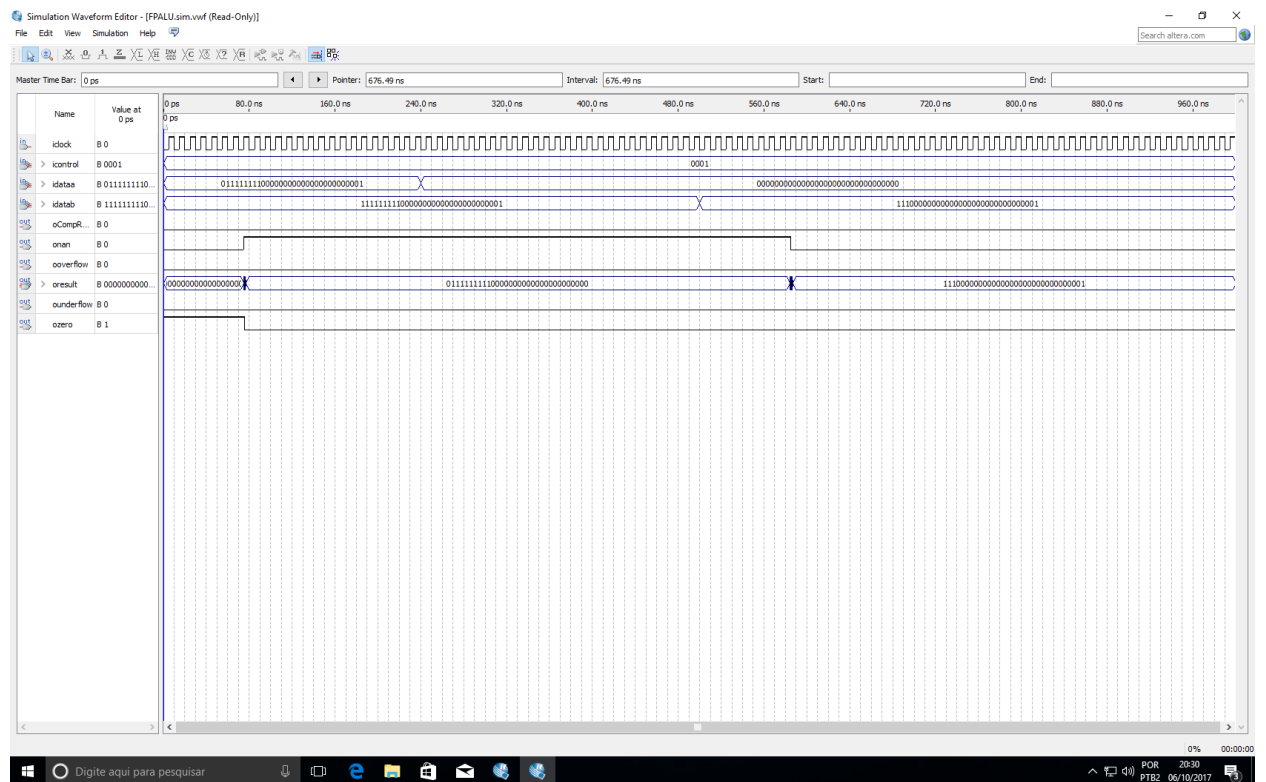 Simulation Waveform Editor - [FPALU.sim.vwf (Read-Only)]
File Edit View Simulation Help
Search altera.com
Master Time Bar: 0 ps Pointer: 676.49 ns Interval: 676.49 ns Start: End:
Name Value at 0 ps
0 ps 80.0 ns 160.0 ns 240.0 ns 320.0 ns 400.0 ns 480.0 ns 560.0 ns 640.0 ns 720.0 ns 800.0 ns 880.0 ns 960.0 ns
0 ps
idock B 0
icontrol B 0001 0001
idataa B 0111111110... 01111111100000000000000000000001 00000000000000000000000000000000
idatab B 1111111110... 11111111100000000000000000000001 11100000000000000000000000000001
oCompR... B 0
onan B 0
ooverflow B 0
oresult B 0000000000... 01111111110000000000000000000000 11100000000000000000000000000001
ounderflow B 0
ozero B 1
0% 00:00:00
Digite aqui para pesquisar
POR 20:30
PTB2 06/10/2017